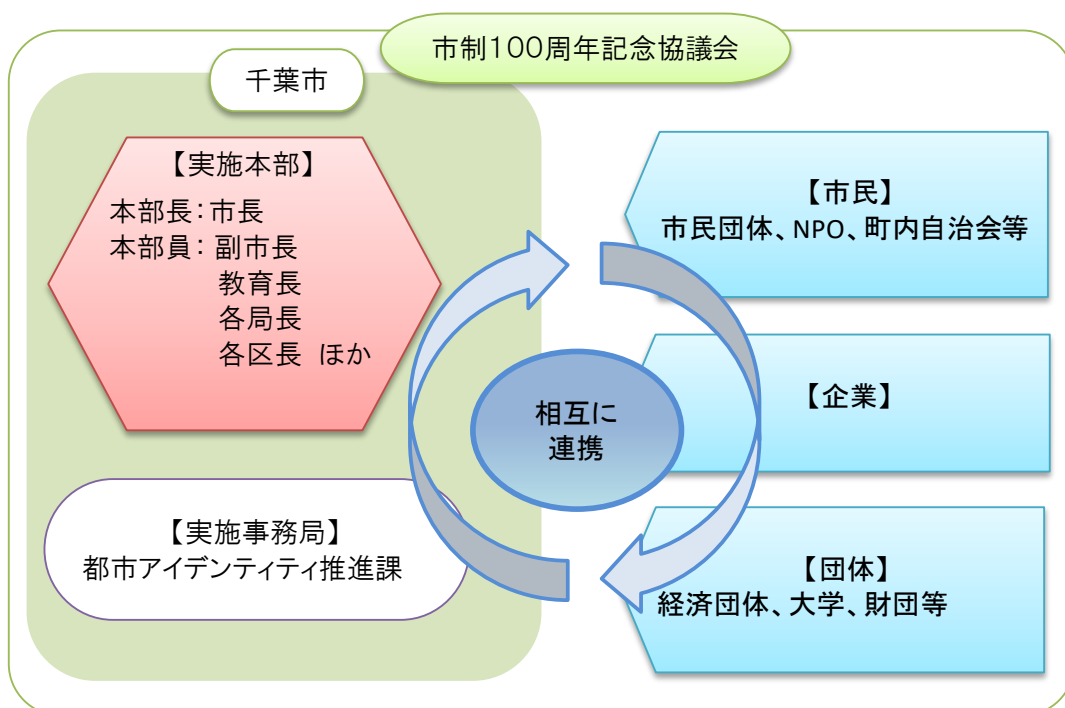 市制100周年記念協議会
千葉市
【実施本部】
本部長：市長
本部員：副市長
教育長
各局長
各区長 ほか
【実施事務局】
都市アイデンティティ推進課
相互に
連携
【市民】
市民団体、NPO、町内自治会等
【企業】
【団体】
経済団体、大学、財団等